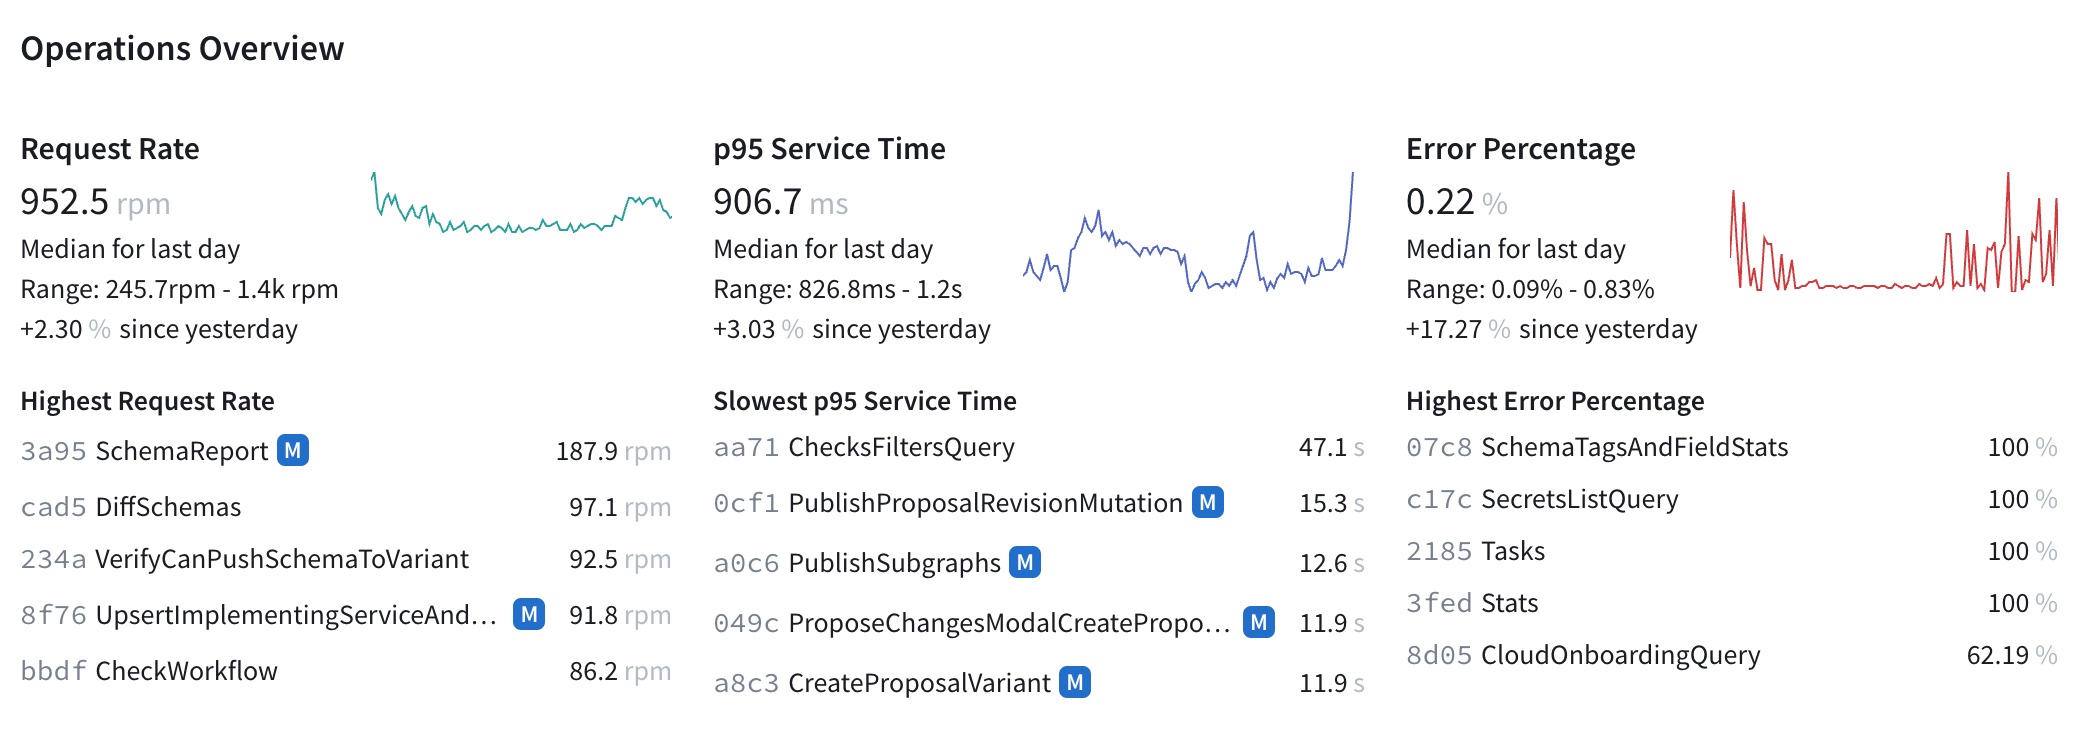 Operations Overview
Request Rate
952.5 rpm
Median for last day
Range: 245.7rpm - 1.4k rpm
+2.30 % since yesterday
Highest Request Rate
3a95 SchemaReport M 187.9 rpm
cad5 DiffSchemas 97.1 rpm
234a VerifyCanPushSchemaToVariant 92.5 rpm
8f76 UpsertImplementingServiceAnd... M 91.8 rpm
bbdf CheckWorkflow 86.2 rpm
p95 Service Time
906.7 ms
Median for last day
Range: 826.8ms - 1.2s
+3.03 % since yesterday
Slowest p95 Service Time
aa71 ChecksFiltersQuery 47.1 s
0cf1 PublishProposalRevisionMutation M 15.3 s
a0c6 PublishSubgraphs M 12.6 s
049c ProposeChangesModalCreatePropo... M 11.9 s
a8c3 CreateProposalVariant M 11.9 s
Error Percentage
0.22 %
Median for last day
Range: 0.09% - 0.83%
+17.27 % since yesterday
Highest Error Percentage
07c8 SchemaTagsAndFieldStats 100 %
c17c SecretsListQuery 100 %
2185 Tasks 100 %
3fed Stats 100 %
8d05 CloudOnboardingQuery 62.19 %